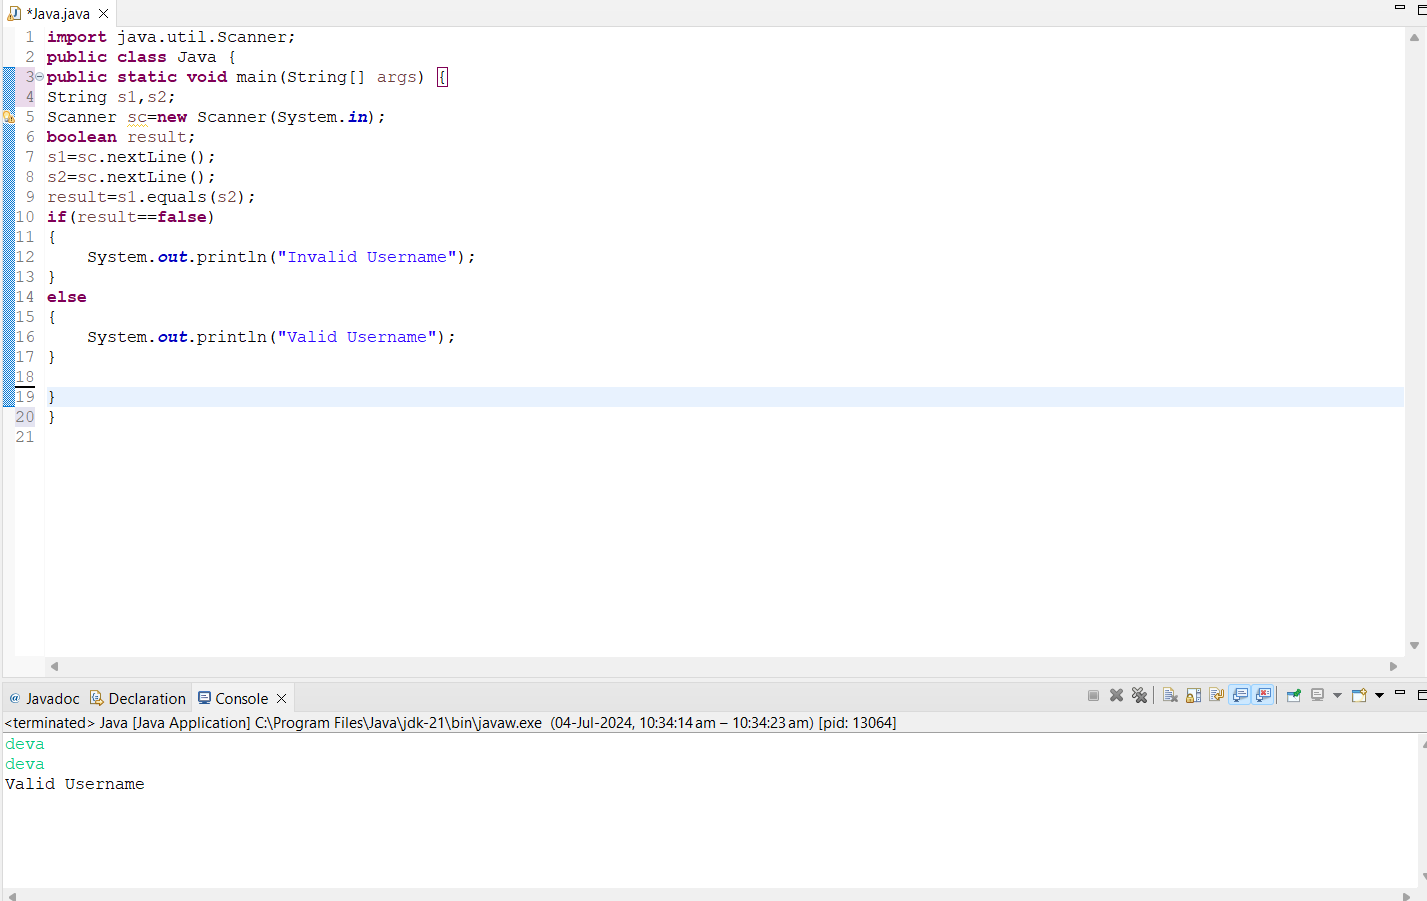 *Java.java
1 import java.util.Scanner;
2 public class Java {
3 public static void main(String[] args) {
4 String s1,s2;
5 Scanner sc=new Scanner(System.in);
6 boolean result;
7 s1=sc.nextLine();
8 s2=sc.nextLine();
9 result=s1.equals(s2);
10 if(result==false)
11 {
12     System.out.println("Invalid Username");
13 }
14 else
15 {
16     System.out.println("Valid Username");
17 }
18
19 }
20 }
21
@ Javadoc Declaration Console
<terminated> Java [Java Application] C:\Program Files\Java\jdk-21\bin\javaw.exe (04-Jul-2024, 10:34:14 am – 10:34:23 am) [pid: 13064]
deva
deva
Valid Username